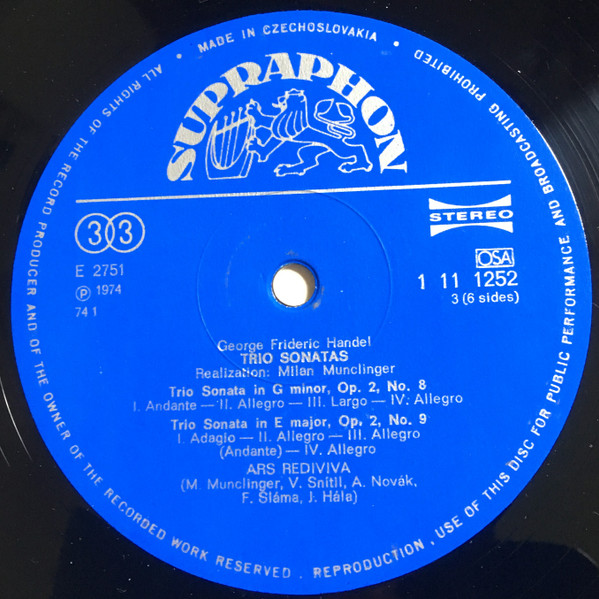 ALL RIGHTS OF THE RECORD PRODUCER AND OF THE OWNER OF THE RECORDED WORK RESERVED . REPRODUCTION , USE OF THIS DISC FOR PUBLIC PERFORMANCE AND BROADCASTING PROHIBITED
• MADE IN CZECHOSLOVAKIA •
SUPRAPHON
33
STEREO
E 2751
OSA
℗ 1974
1 11 1252
74 1
3 (6 sides)
George Frideric Handel
TRIO SONATAS
Realization: Milan Munclinger
Trio Sonata in G minor, Op. 2, No. 8
I. Andante — II. Allegro — III. Largo — IV. Allegro
Trio Sonata in E major, Op. 2, No. 9
I. Adagio — II. Allegro — III. Allegro
(Andante) — IV. Allegro
ARS REDIVIVA
(M. Munclinger, V. Snítil, A. Novák,
F. Sláma, J. Hála)